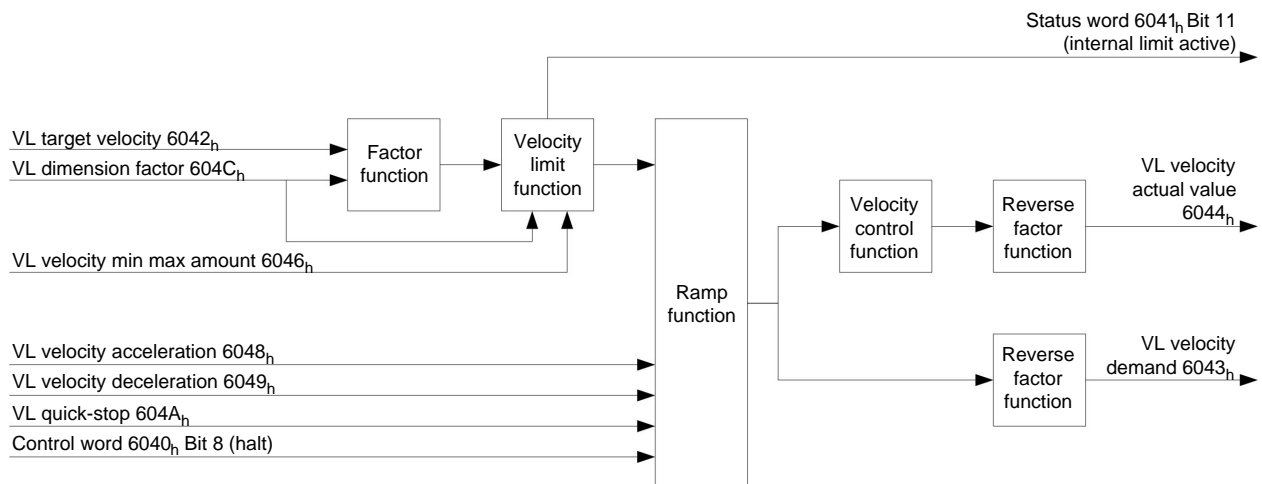 Status word 6041h Bit 11
(internal limit active)
VL target velocity 6042h
VL dimension factor 604Ch
Factor
function
Velocity
limit
function
VL velocity min max amount 6046h
VL velocity acceleration 6048h
VL velocity deceleration 6049h
VL quick-stop 604Ah
Control word 6040h Bit 8 (halt)
Ramp
function
Velocity
control
function
Reverse
factor
function
VL velocity
actual value
6044h
Reverse
factor
function
VL velocity
demand 6043h